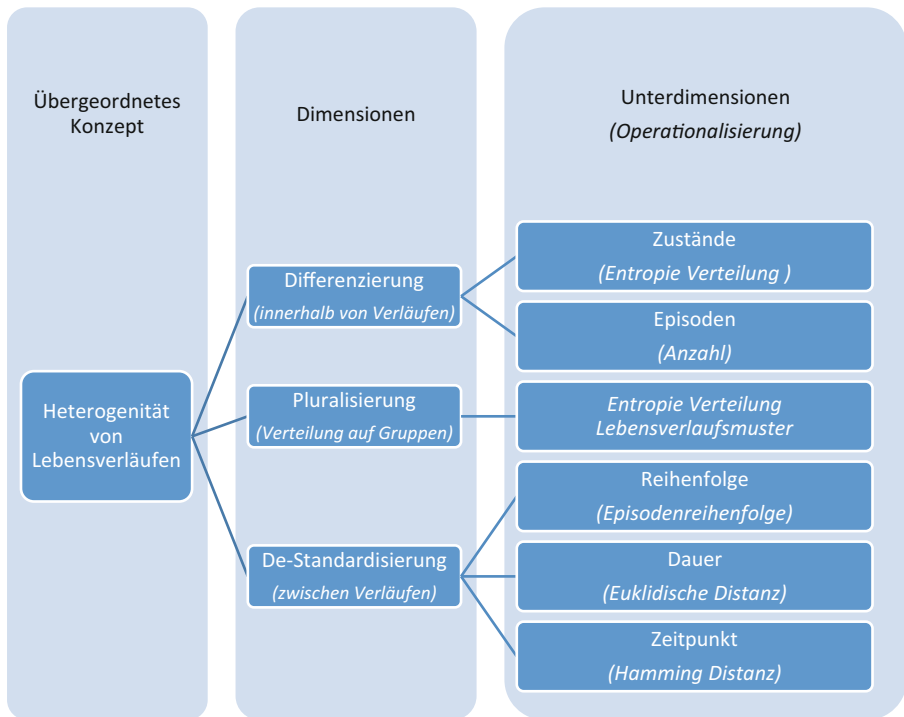 Übergeordnetes
Konzept
Dimensionen
Unterdimensionen
(Operationalisierung)
Heterogenität
von
Lebensverläufen
Differenzierung
(innerhalb von Verläufen)
Pluralisierung
(Verteilung auf Gruppen)
De-Standardisierung
(zwischen Verläufen)
Zustände
(Entropie Verteilung )
Episoden
(Anzahl)
Entropie Verteilung
Lebensverlaufsmuster
Reihenfolge
(Episodenreihenfolge)
Dauer
(Euklidische Distanz)
Zeitpunkt
(Hamming Distanz)